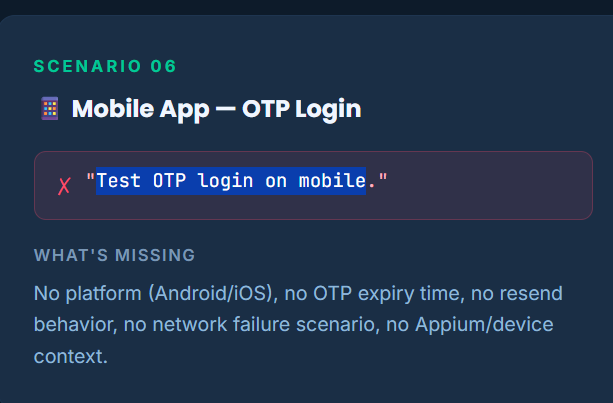 SCENARIO 06
Mobile App — OTP Login
✗ "Test OTP login on mobile."
WHAT'S MISSING
No platform (Android/iOS), no OTP expiry time, no resend
behavior, no network failure scenario, no Appium/device
context.